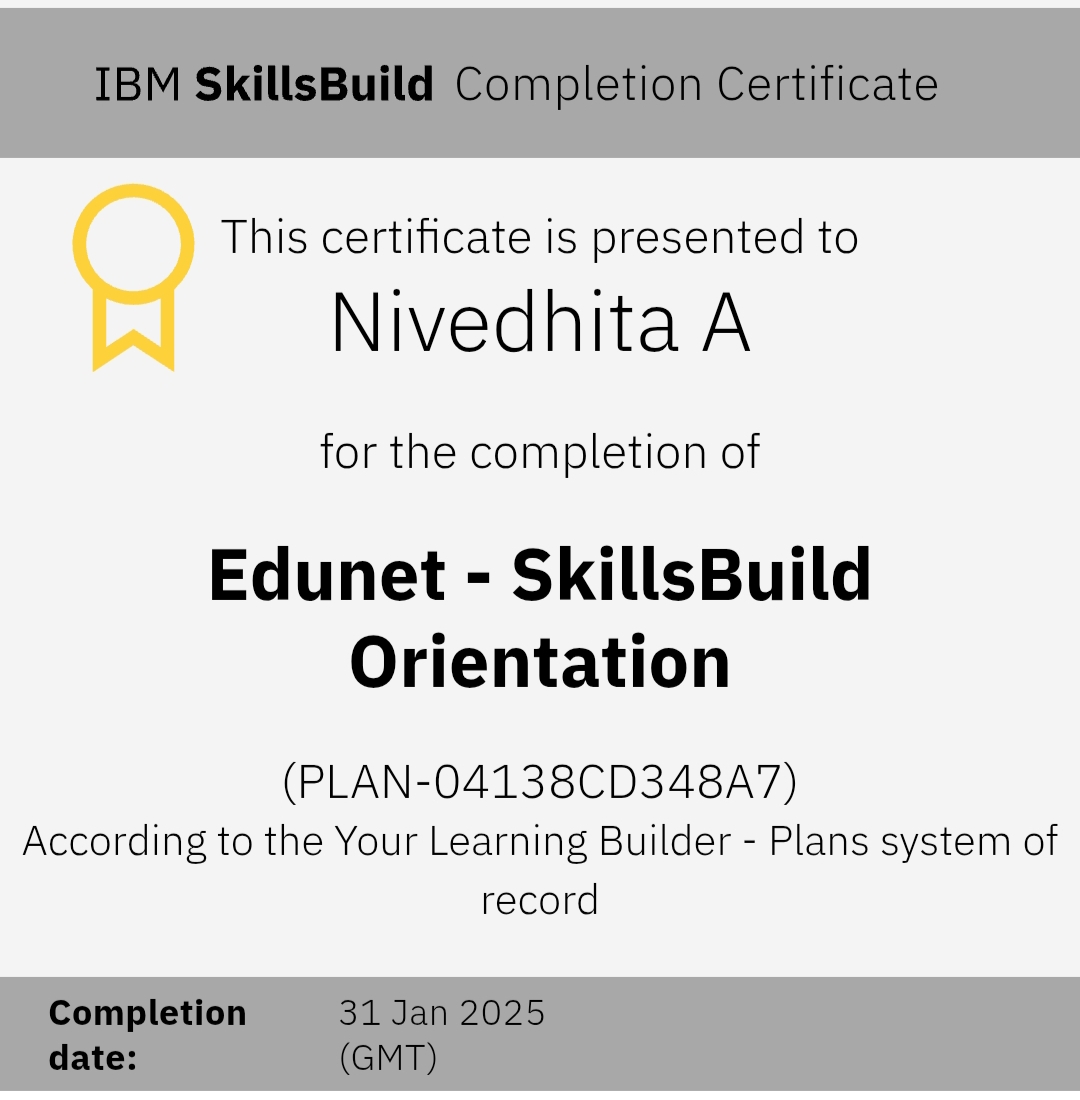 IBM SkillsBuild Completion Certificate
This certificate is presented to
Nivedhita A
for the completion of
Edunet - SkillsBuild
Orientation
(PLAN-04138CD348A7)
According to the Your Learning Builder - Plans system of
record
Completion date: 31 Jan 2025 (GMT)